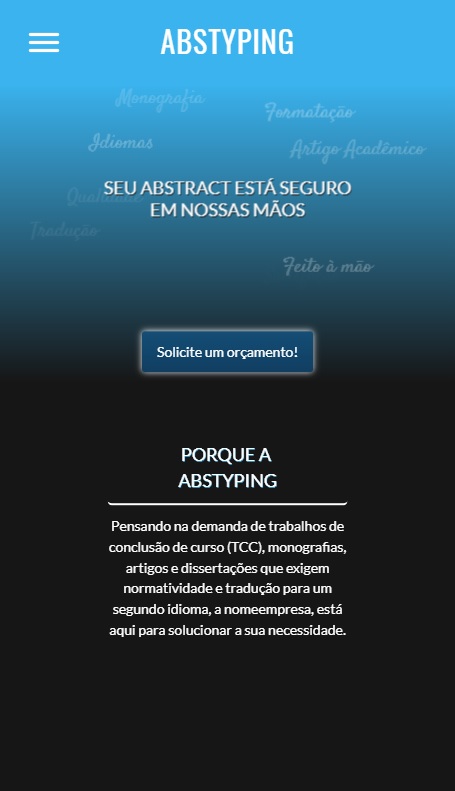 ABSTYPING
Monografia
Formatação
Idiomas
Artigo Acadêmico
SEU ABSTRACT ESTÁ SEGURO
Qualidade
EM NOSSAS MÃOS
Tradução
Feito à mão
Solicite um orçamento!
PORQUE A
ABSTYPING
Pensando na demanda de trabalhos de
conclusão de curso (TCC), monografias,
artigos e dissertações que exigem
normatividade e tradução para um
segundo idioma, a nomeempresa, está
aqui para solucionar a sua necessidade.